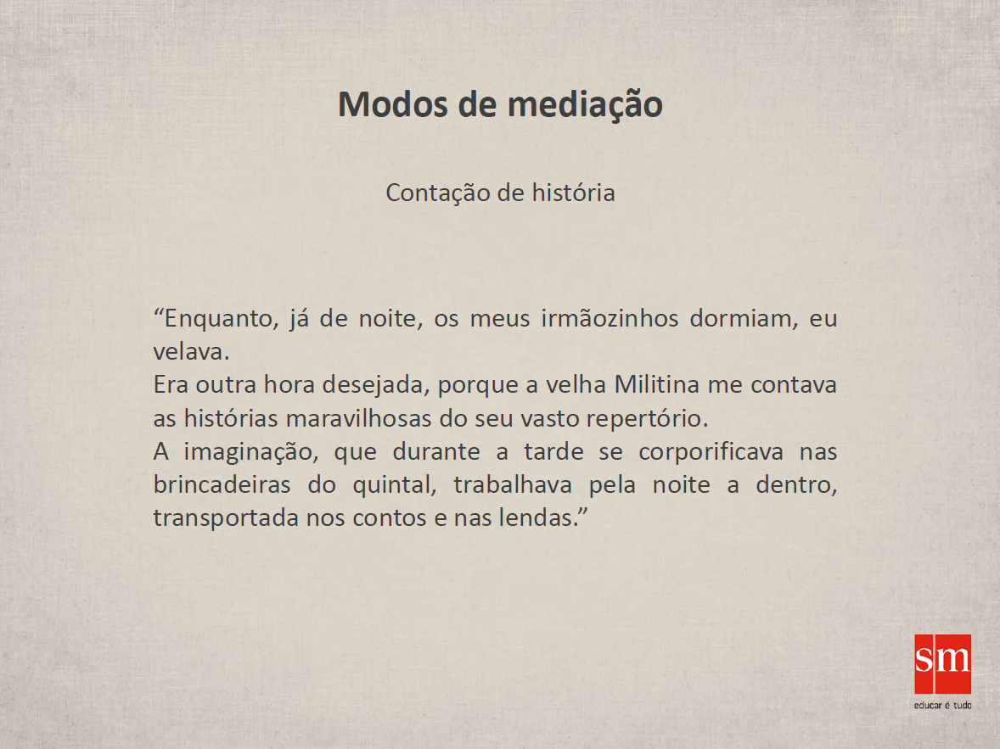 Modos de mediação
Contação de história
“Enquanto, já de noite, os meus irmãozinhos dormiam, eu
velava.
Era outra hora desejada, porque a velha Militina me contava
as histórias maravilhosas do seu vasto repertório.
A imaginação, que durante a tarde se corporificava nas
brincadeiras do quintal, trabalhava pela noite a dentro,
transportada nos contos e nas lendas.”
sm
educar é tudo